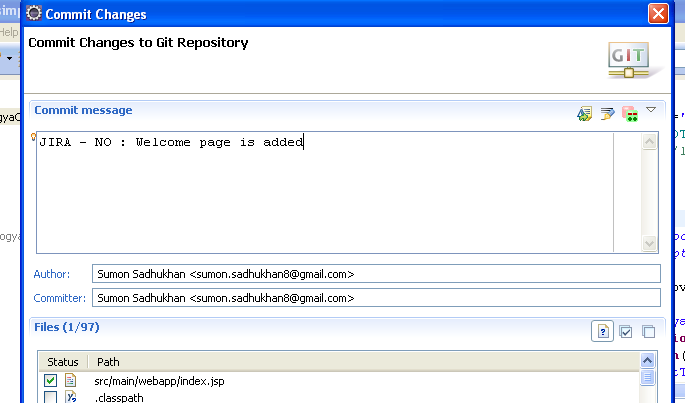 simp
Commit Changes
Help
Commit Changes to Git Repository
GIT
Commit message
JIRA - NO : Welcome page is added
Author: Sumon Sadhukhan <sumon.sadhukhan8@gmail.com>
Committer: Sumon Sadhukhan <sumon.sadhukhan8@gmail.com>
Files (1/97)
Status Path
src/main/webapp/index.jsp
.classpath